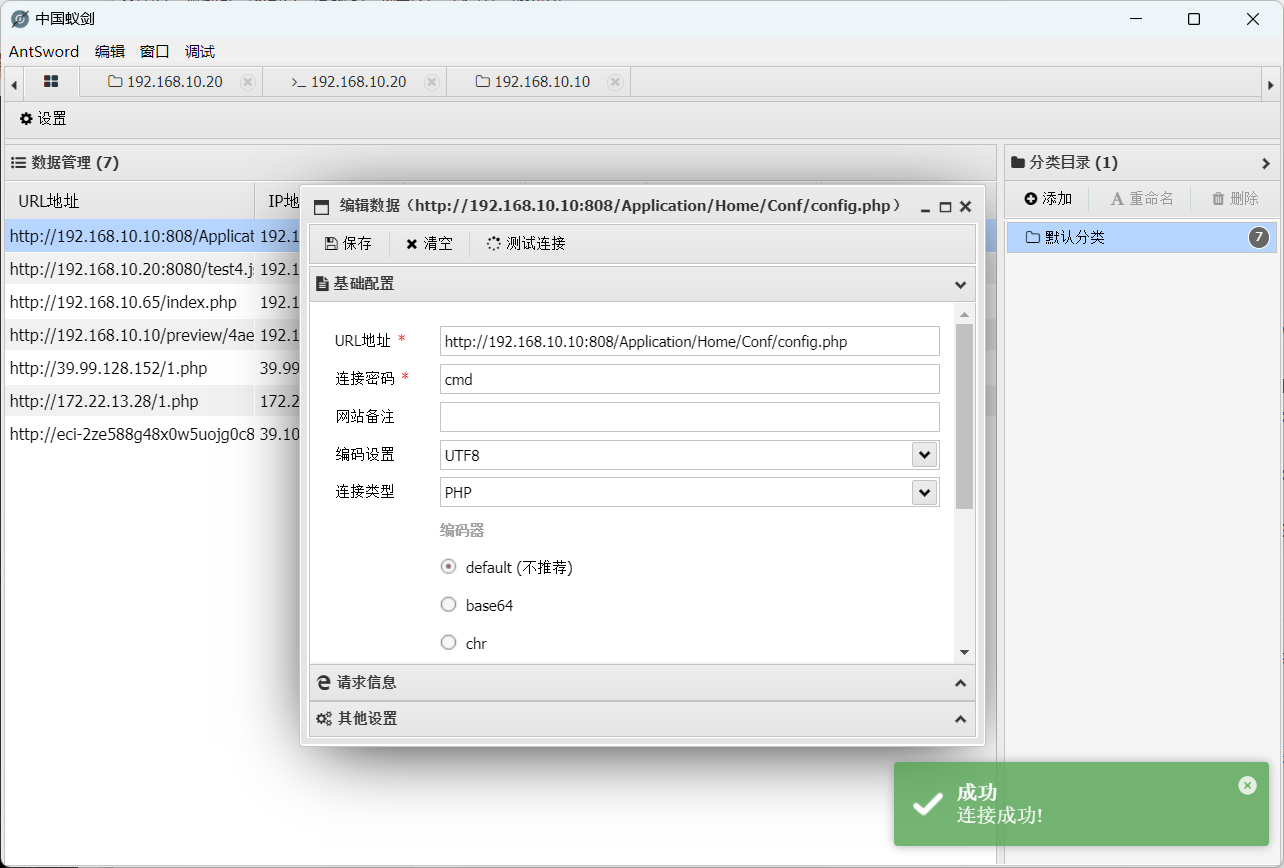 中国蚁剑
AntSword 编辑 窗口 调试
192.168.10.20 >_ 192.168.10.20 192.168.10.10
设置
数据管理 (7)
URL地址 IP地
http://192.168.10.10:808/Applicat 192.1
http://192.168.10.20:8080/test4.js 192.1
http://192.168.10.65/index.php 192.1
http://192.168.10.10/preview/4ae 192.1
http://39.99.128.152/1.php 39.99
http://172.22.13.28/1.php 172.2
http://eci-2ze588g48x0w5uojg0c8 39.10
编辑数据（http://192.168.10.10:808/Application/Home/Conf/config.php）
保存 清空 测试连接
基础配置
URL地址 * http://192.168.10.10:808/Application/Home/Conf/config.php
连接密码 * cmd
网站备注
编码设置 UTF8
连接类型 PHP
编码器
default (不推荐)
base64
chr
请求信息
其他设置
分类目录 (1)
添加 重命名 删除
默认分类 7
成功
连接成功!